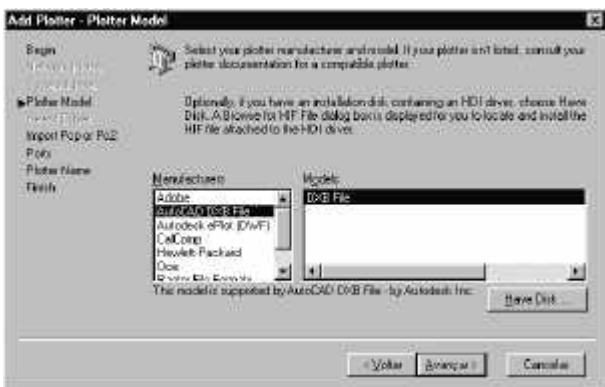 Add Plotter - Plotter Model
Begin
Plotter Model
Import Pcp or Pc2
Ports
Plotter Name
Finish
Select your plotter manufacturer and model. If your plotter isn't listed, consult your
plotter documentation for a compatible plotter.
Optionally, if you have an installation disk containing an HDI driver, choose Have
Disk. A Browse for HIF File dialog box is displayed for you to locate and install the
HIF file attached to the HDI driver.
Manufacturers
Adobe
AutoCAD DXB File
Autodesk ePlot (DWF)
CalComp
Hewlett-Packard
Oce
Raster File Formats
Models
DXB File
This model is supported by AutoCAD DXB File - by Autodesk Inc.
Have Disk ...
< Voltar
Avançar >
Cancelar